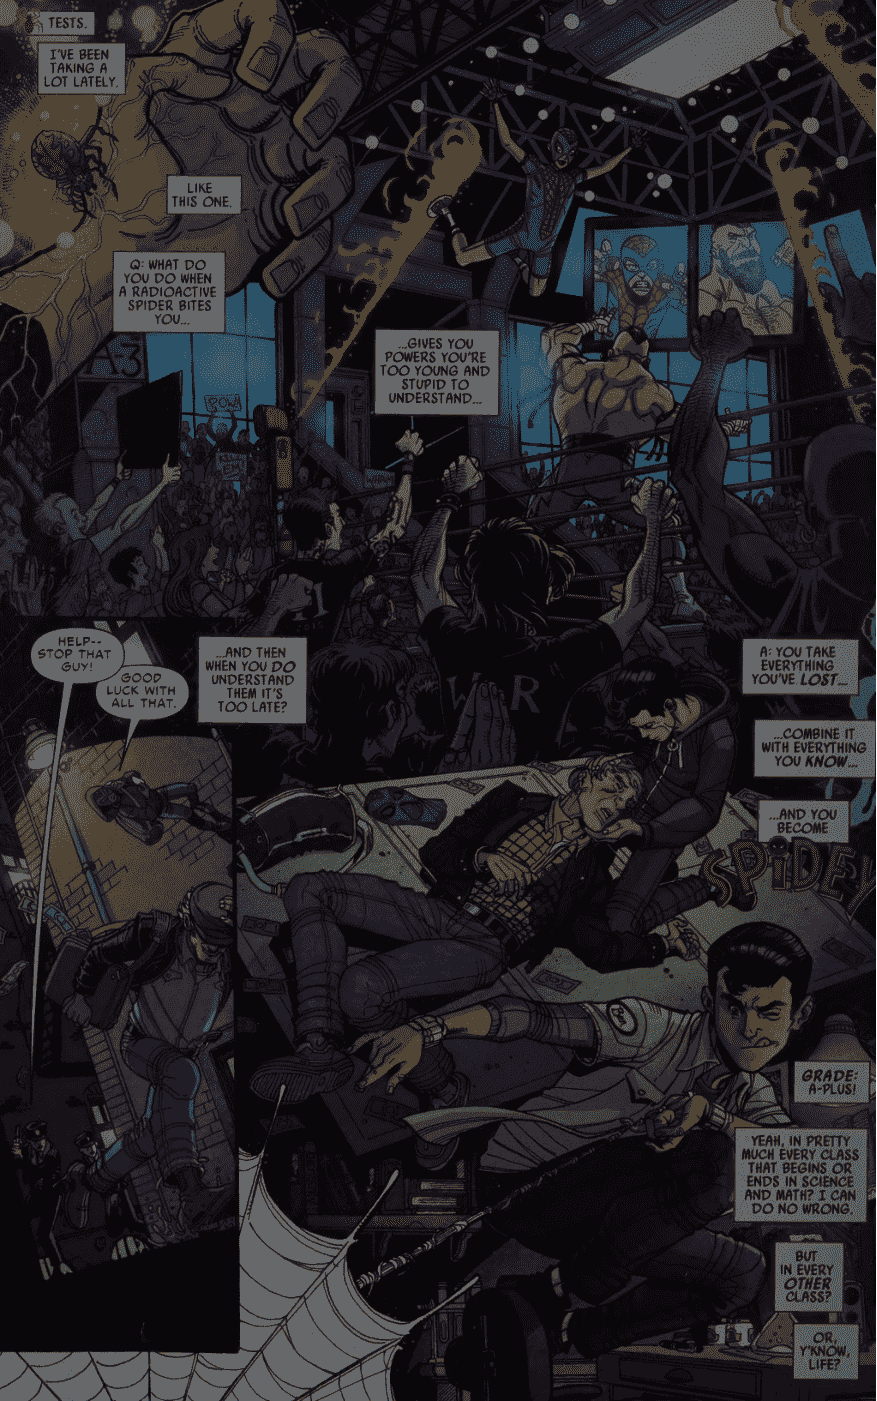 TESTS.
I'VE BEEN
TAKING A
LOT LATELY.
LIKE
THIS ONE.
Q: WHAT DO
YOU DO WHEN
A RADIOACTIVE
SPIDER BITES
YOU...
...GIVES YOU
POWERS YOU'RE
TOO YOUNG AND
STUPID TO
UNDERSTAND...
A-3
POW!
HELP--
STOP THAT
GUY!
GOOD
LUCK WITH
ALL THAT.
...AND THEN
WHEN YOU DO
UNDERSTAND
THEM IT'S
TOO LATE?
W R
A: YOU TAKE
EVERYTHING
YOU'VE LOST...
...COMBINE IT
WITH EVERYTHING
YOU KNOW...
...AND YOU
BECOME
SPIDEY
GRADE:
A-PLUS!
YEAH, IN PRETTY
MUCH EVERY CLASS
THAT BEGINS OR
ENDS IN SCIENCE
AND MATH? I CAN
DO NO WRONG.
BUT
IN EVERY
OTHER
CLASS?
OR,
Y'KNOW,
LIFE?